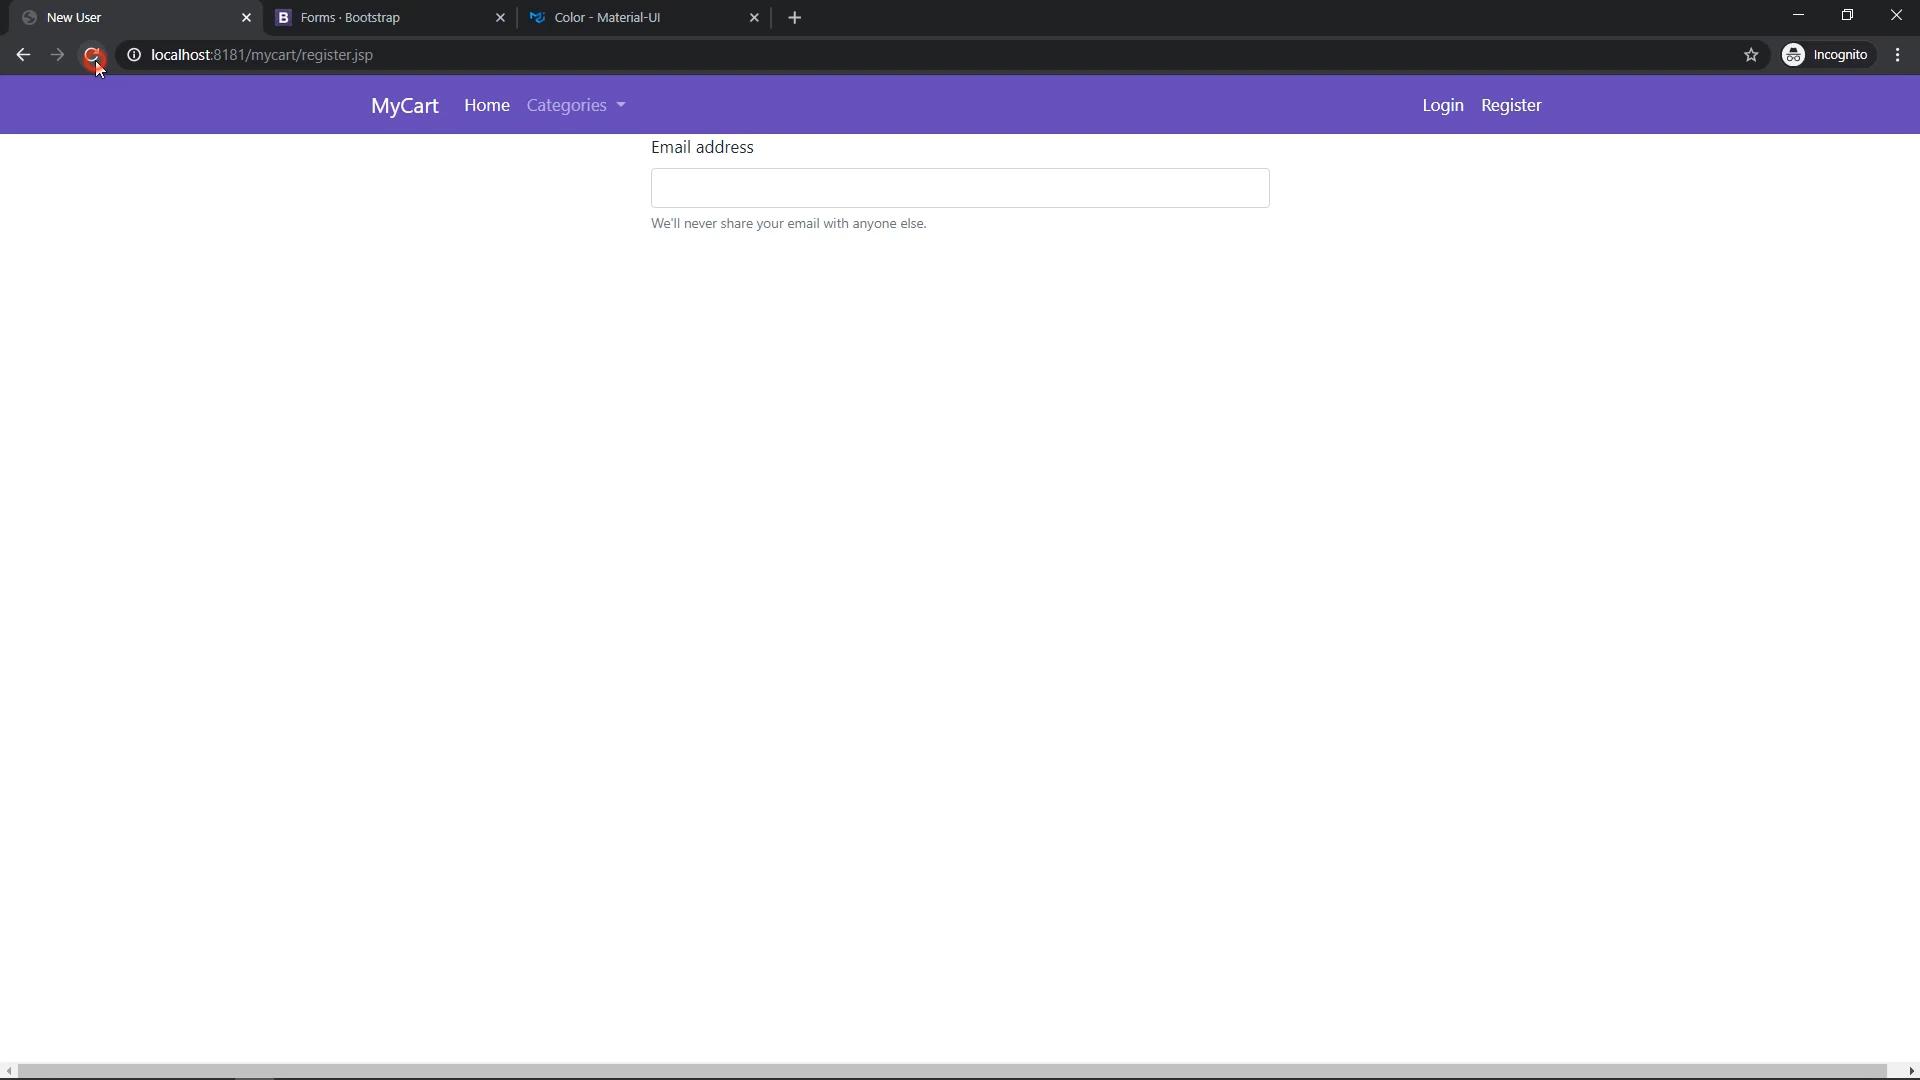 New User
Forms · Bootstrap
Color - Material-UI
localhost:8181/mycart/register.jsp
Incognito
MyCart Home Categories Login Register
Email address
We'll never share your email with anyone else.